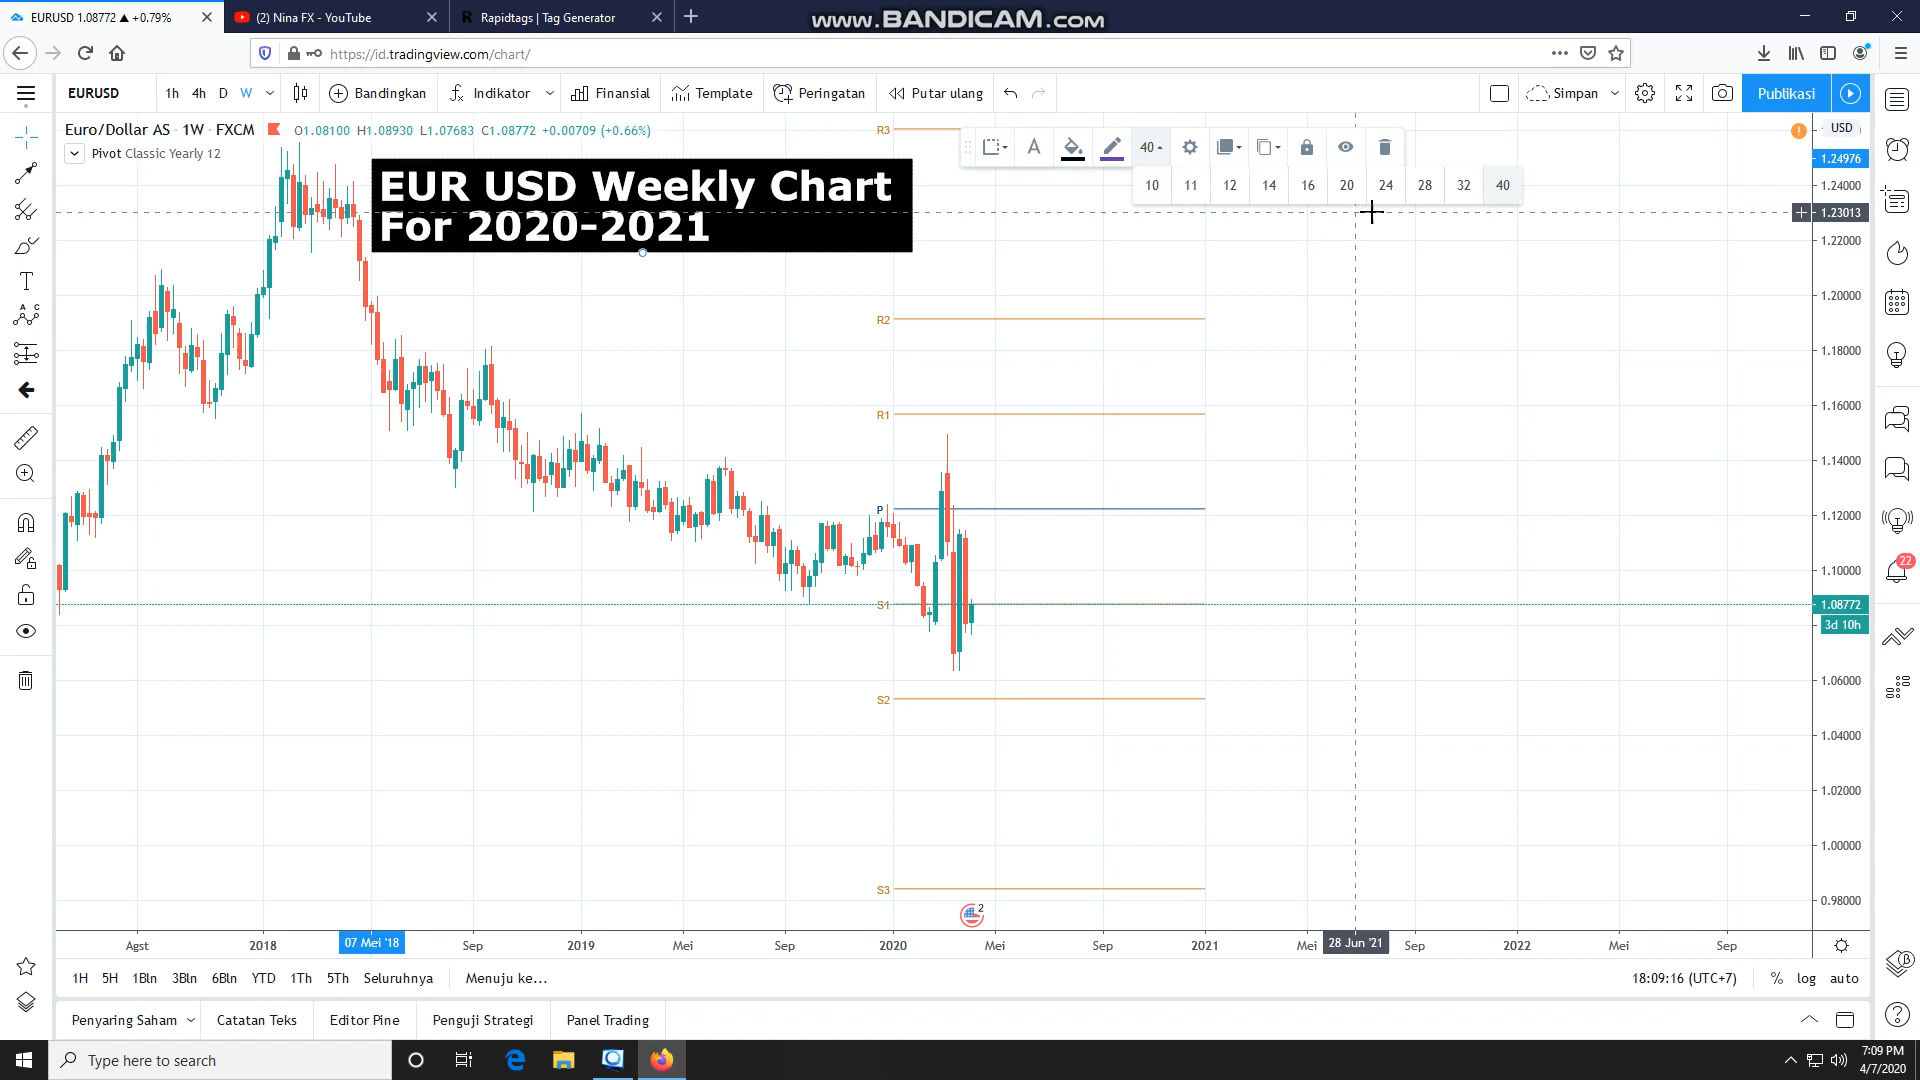 EURUSD 1.08772 ▲ +0.79%
(2) Nina FX - YouTube
Rapidtags | Tag Generator
www.BANDICAM.com
https://id.tradingview.com/chart/
EURUSD 1h 4h D W Bandingkan Indikator Finansial Template Peringatan Putar ulang Simpan Publikasi
Euro/Dollar AS · 1W · FXCM O1.08100 H1.08930 L1.07683 C1.08772 +0.00709 (+0.66%)
Pivot Classic Yearly 12
R3
40
10 11 12 14 16 20 24 28 32 40
EUR USD Weekly Chart
For 2020-2021
USD
1.24976
1.24000
1.23013
1.22000
1.20000
R2
1.18000
1.16000
R1
1.14000
1.12000
P
1.10000
22
S1
1.08772
3d 10h
1.06000
S2
1.04000
1.02000
1.00000
S3
0.98000
2
Agst 2018 07 Mei '18 Sep 2019 Mei Sep 2020 Mei Sep 2021 Mei 28 Jun '21 Sep 2022 Mei Sep
1H 5H 1Bln 3Bln 6Bln YTD 1Th 5Th Seluruhnya Menuju ke... 18:09:16 (UTC+7) % log auto
Penyaring Saham Catatan Teks Editor Pine Penguji Strategi Panel Trading
Type here to search
7:09 PM
4/7/2020